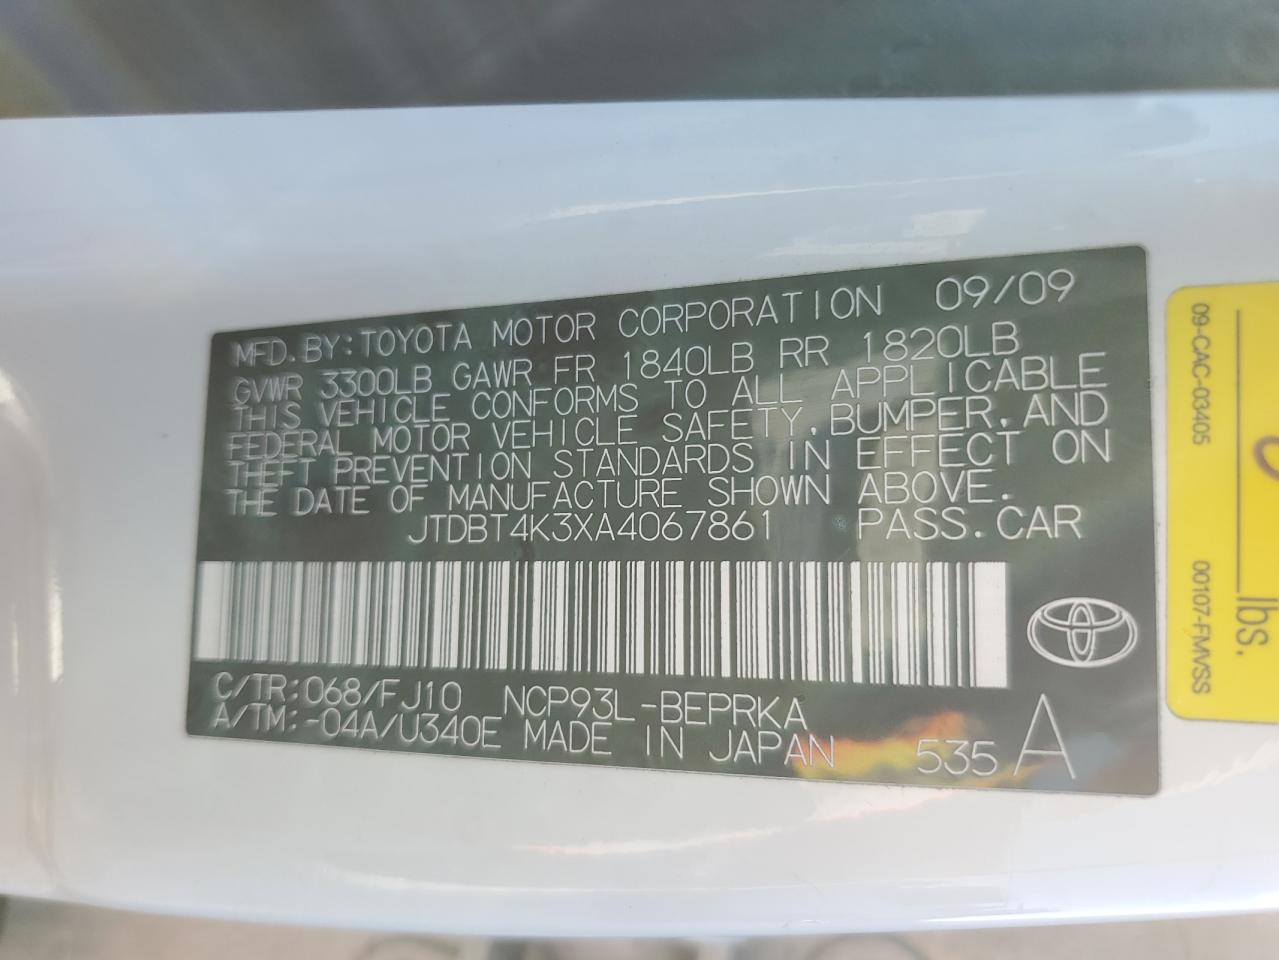 MFD.BY:TOYOTA MOTOR CORPORATION 09/09
GVWR 3300LB GAWR FR 1840LB RR 1820LB
THIS VEHICLE CONFORMS TO ALL APPLICABLE
FEDERAL MOTOR VEHICLE SAFETY, BUMPER, AND
THEFT PREVENTION STANDARDS IN EFFECT ON
THE DATE OF MANUFACTURE SHOWN ABOVE.
JTDBT4K3XA4067861 PASS.CAR
C/TR:068/FJ10 NCP93L-BEPRKA
A/TM:-04A/U340E MADE IN JAPAN 535 A
09-CAC-03405
00107-FMVSS
lbs.